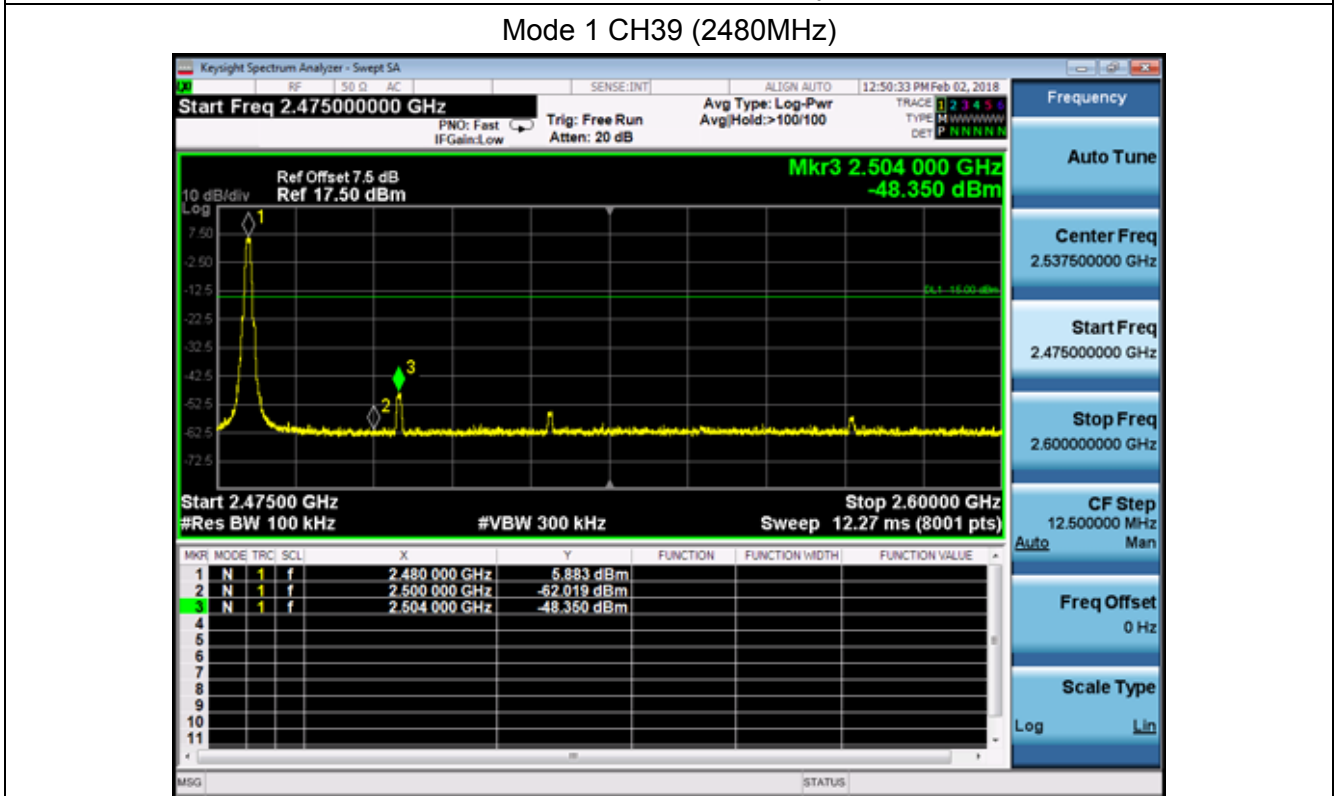 Mode 1 CH39 (2480MHz)
Keysight Spectrum Analyzer - Swept SA
RF 50 Ω AC SENSE:INT ALIGN AUTO 12:50:33 PM Feb 02, 2018
Start Freq 2.475000000 GHz
PNO: Fast
IFGain:Low
Trig: Free Run
Atten: 20 dB
Avg Type: Log-Pwr
Avg|Hold:>100/100
TRACE 1 2 3 4 5 6
TYPE M W W W W W
DET P N N N N N
Mkr3 2.504 000 GHz
-48.350 dBm
Ref Offset 7.5 dB
10 dB/div Ref 17.50 dBm
Log
7.50
-2.50
-12.5
-22.5
-32.5
-42.5
-52.5
-62.5
-72.5
1
2
3
DL1 -15.00 dBm
Start 2.47500 GHz Stop 2.60000 GHz
#Res BW 100 kHz #VBW 300 kHz Sweep 12.27 ms (8001 pts)
MKR MODE TRC SCL X Y FUNCTION FUNCTION WIDTH FUNCTION VALUE
1 N 1 f 2.480 000 GHz 5.883 dBm
2 N 1 f 2.500 000 GHz -62.019 dBm
3 N 1 f 2.504 000 GHz -48.350 dBm
4
5
6
7
8
9
10
11
MSG STATUS
Frequency
Auto Tune
Center Freq
2.537500000 GHz
Start Freq
2.475000000 GHz
Stop Freq
2.600000000 GHz
CF Step
12.500000 MHz
Auto Man
Freq Offset
0 Hz
Scale Type
Log Lin